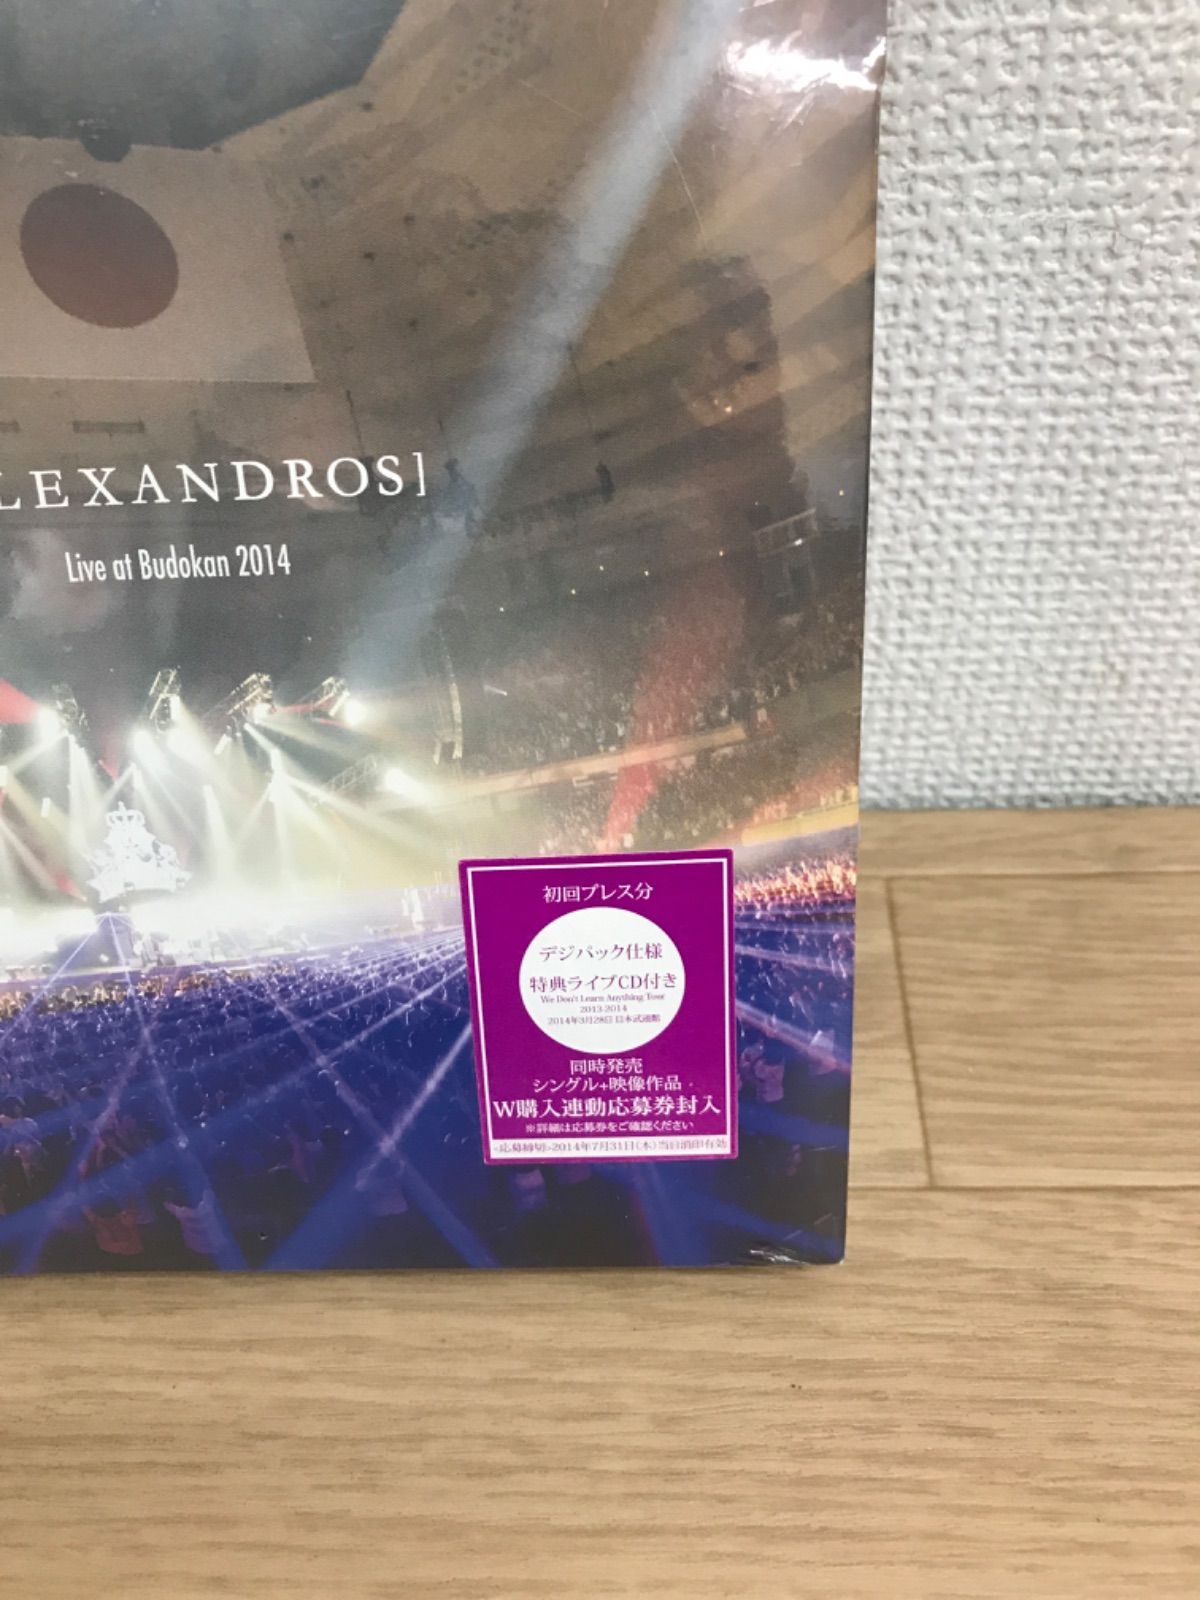 LEXANDROS]
Live at Budokan 2014
初回プレス分
デジパック仕様
特典ライブCD付き
We Don't Learn Anything Tour
2013-2014
2014年3月28日 日本武道館
同時発売
シングル+映像作品
W購入連動応募券封入
※詳細は応募券をご確認ください
<応募締切>2014年7月31日(木)当日消印有効